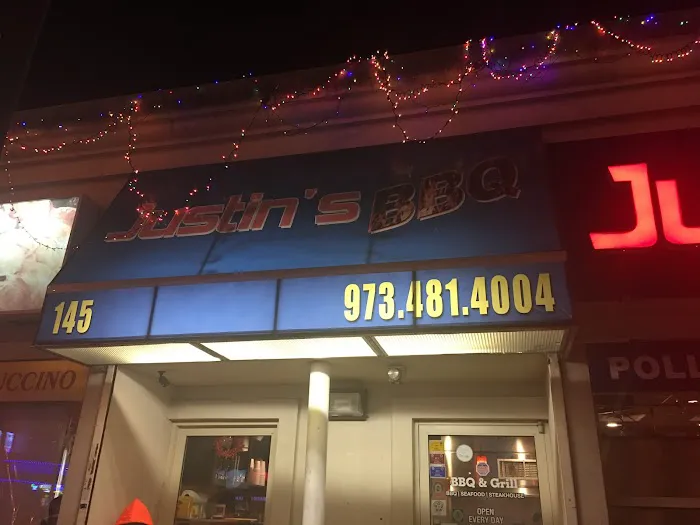 Justin's BBQ
Ju
145
973.481.4004
UCCINO
POLL
BBQ & Grill
BBQ | SEAFOOD | STEAKHOUSE
OPEN
EVERY DAY